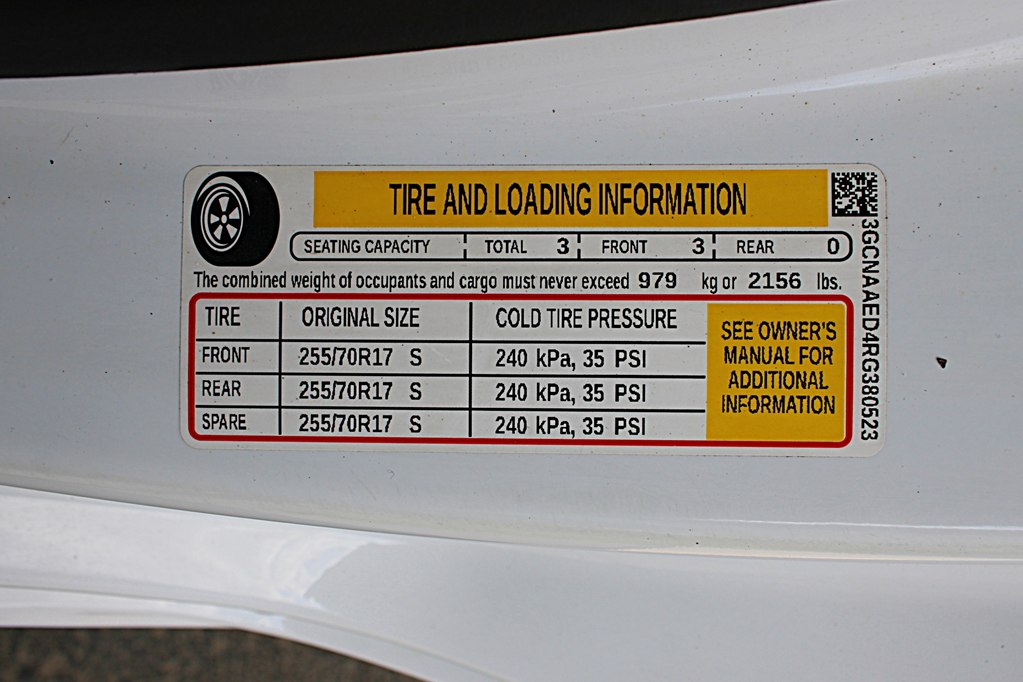 TIRE AND LOADING INFORMATION
SEATING CAPACITY TOTAL 3 FRONT 3 REAR 0
The combined weight of occupants and cargo must never exceed 979 kg or 2156 lbs.
TIRE ORIGINAL SIZE COLD TIRE PRESSURE
FRONT 255/70R17 S 240 kPa, 35 PSI
REAR 255/70R17 S 240 kPa, 35 PSI
SPARE 255/70R17 S 240 kPa, 35 PSI
SEE OWNER'S
MANUAL FOR
ADDITIONAL
INFORMATION
3GCNAAED4RG380523